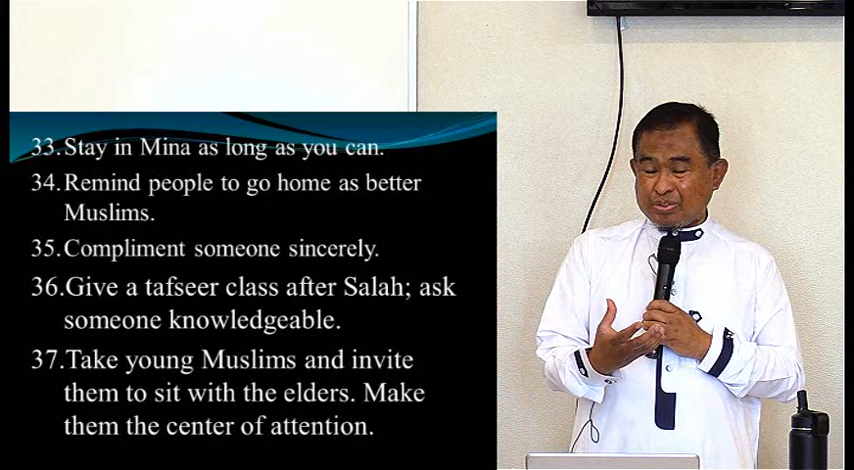 33.Stay in Mina as long as you can.
34.Remind people to go home as better
Muslims.
35.Compliment someone sincerely.
36.Give a tafseer class after Salah; ask
someone knowledgeable.
37.Take young Muslims and invite
them to sit with the elders. Make
them the center of attention.